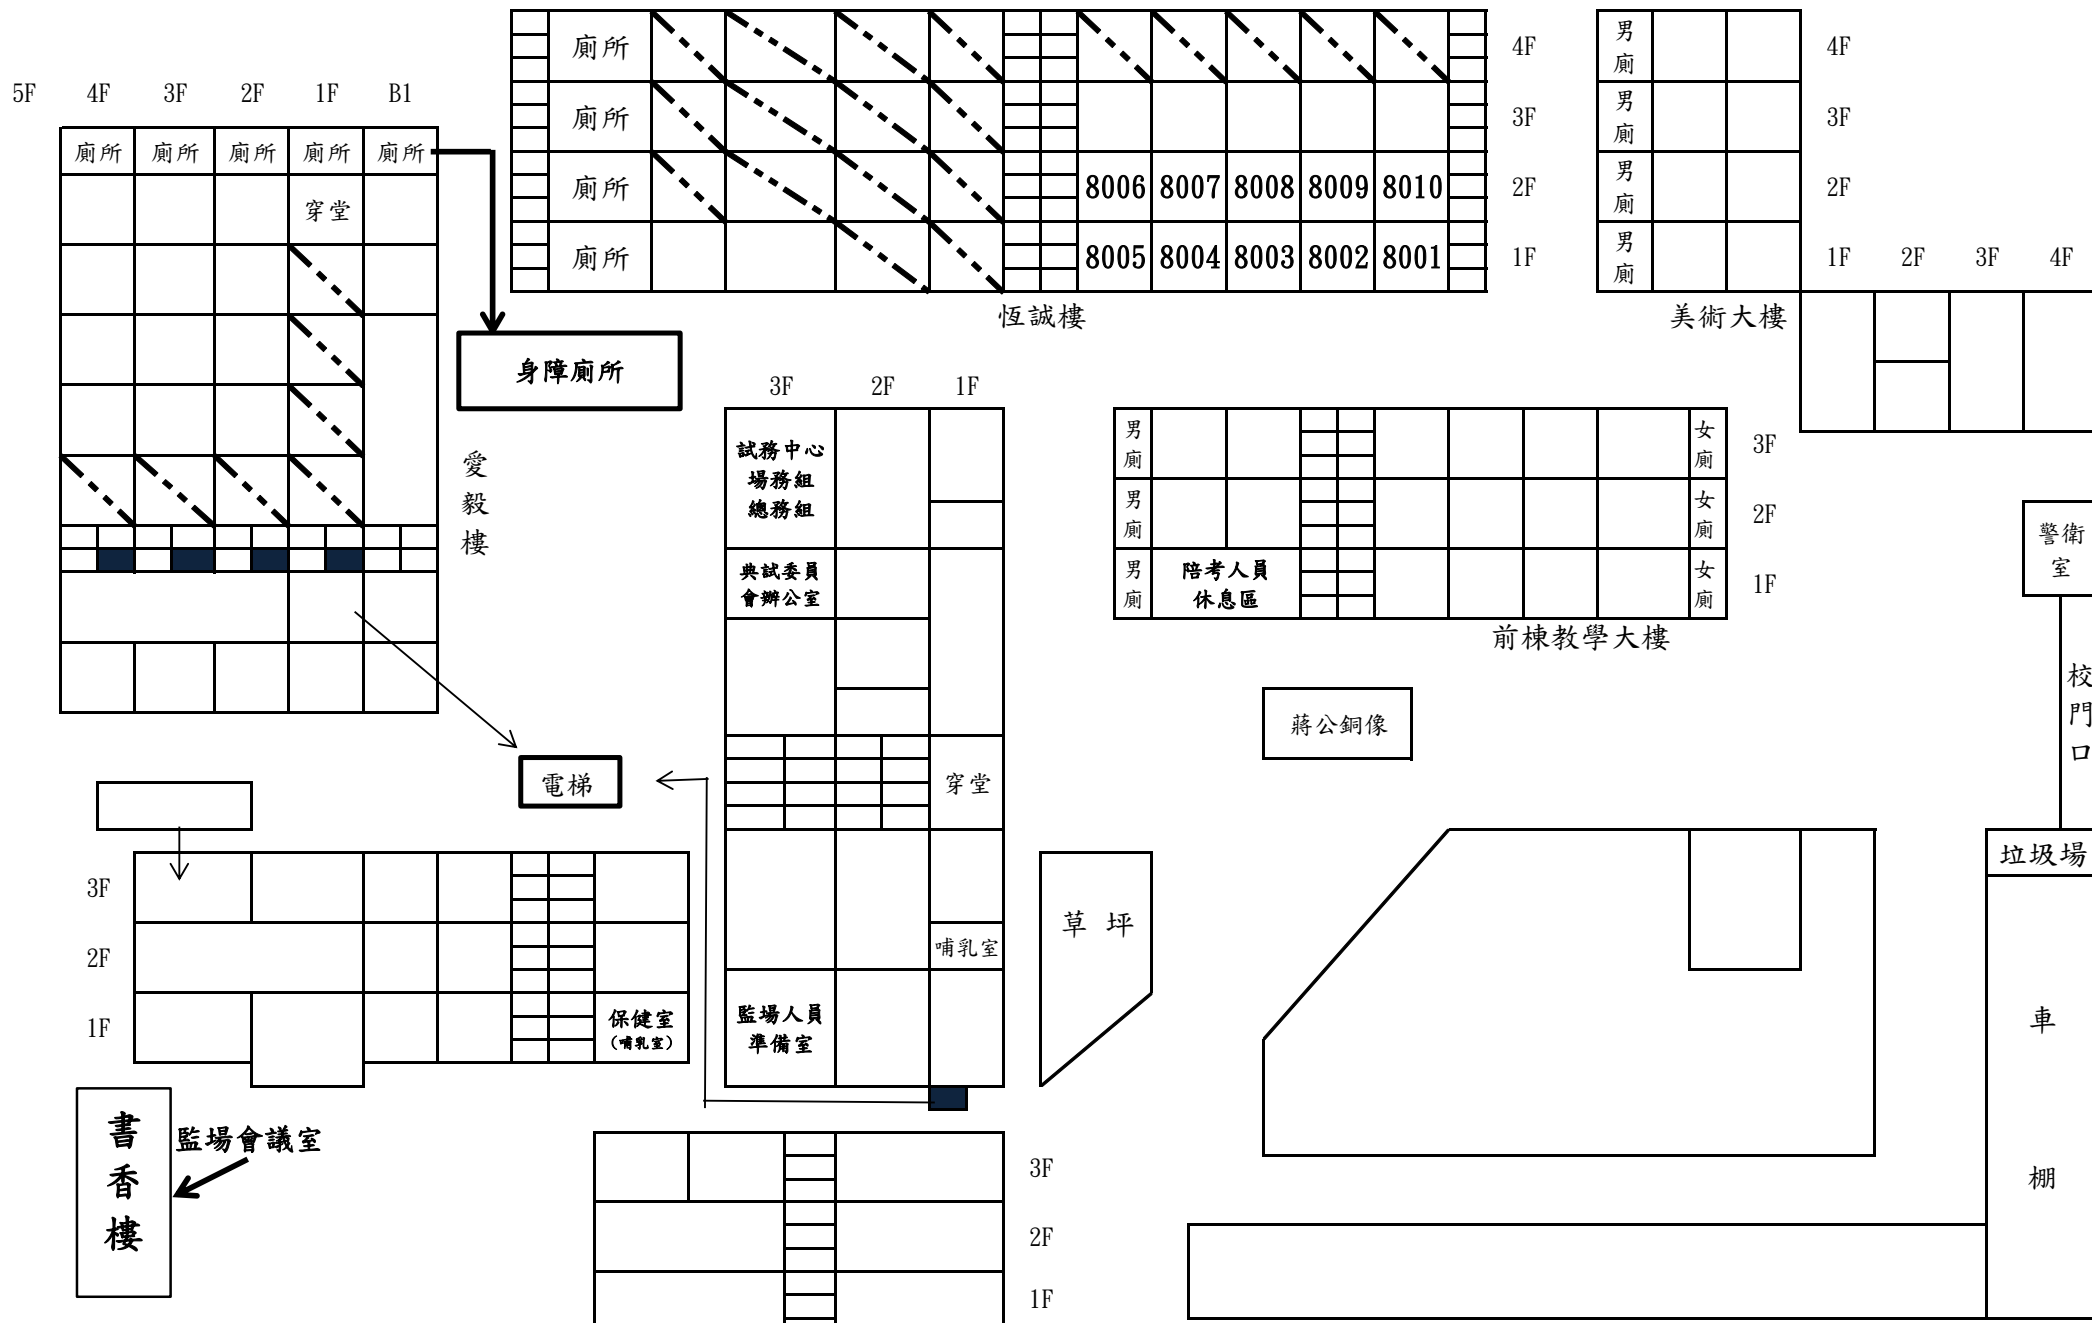 廁所
4F
廁所
3F
廁所
8006 8007 8008 8009 8010
2F
廁所
8005 8004 8003 8002 8001
1F
恆誠樓
男廁
4F
男廁
3F
男廁
2F
男廁
1F 2F 3F 4F
美術大樓
5F 4F 3F 2F 1F B1
廁所 廁所 廁所 廁所 廁所
穿堂
愛毅樓
身障廁所
3F 2F 1F
試務中心
場務組
總務組
典試委員
會辦公室
穿堂
哺乳室
監場人員
準備室
男廁
女廁
3F
男廁
女廁
2F
男廁
陪考人員
休息區
女廁
1F
前棟教學大樓
警衛
室
校門口
蔣公銅像
電梯
垃圾場
車棚
草 坪
3F
2F
1F
保健室
(哺乳室)
書香樓
監場會議室
3F
2F
1F